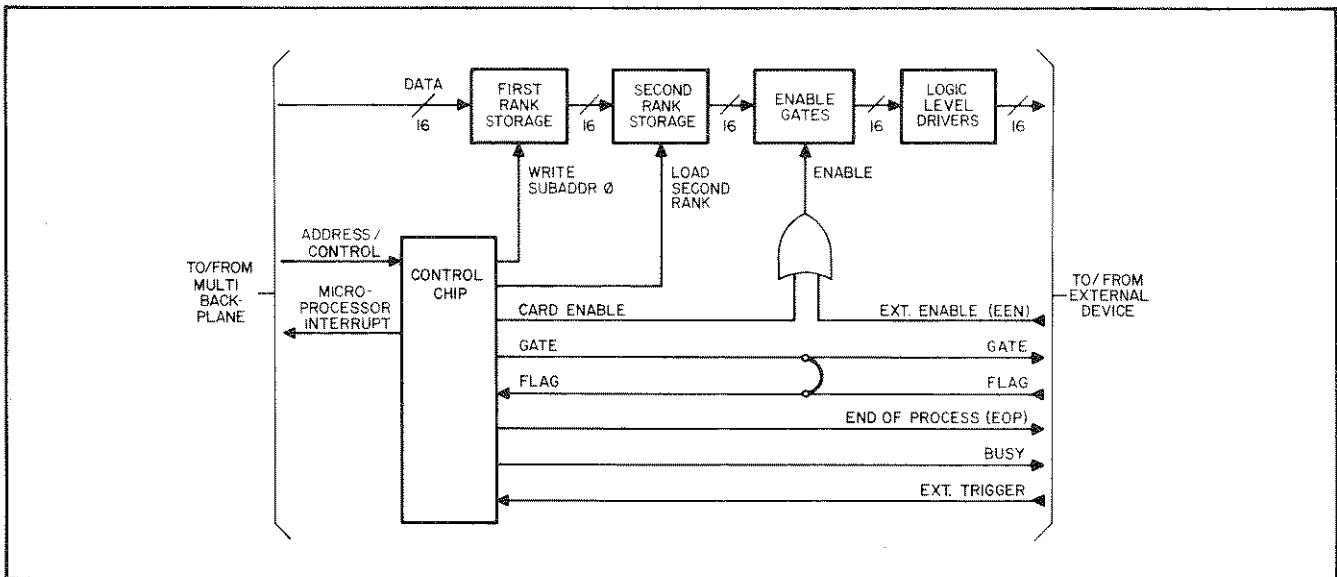 DATA
16
FIRST
RANK
STORAGE
16
SECOND
RANK
STORAGE
16
ENABLE
GATES
16
LOGIC
LEVEL
DRIVERS
16
WRITE
SUBADDR Ø
LOAD
SECOND
RANK
ENABLE
ADDRESS/
CONTROL
TO/FROM
MULTI
BACK-
PLANE
MICRO-
PROCESSOR
INTERRUPT
CONTROL
CHIP
CARD ENABLE
EXT. ENABLE (EEN)
GATE
GATE
FLAG
FLAG
END OF PROCESS (EOP)
BUSY
EXT. TRIGGER
TO/FROM
EXTERNAL
DEVICE